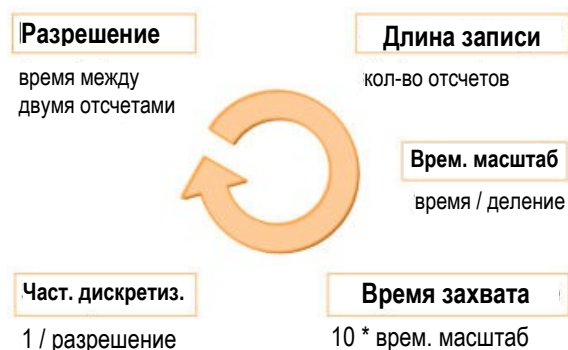 Разрешение
время между
двумя отсчетами
Длина записи
кол-во отсчетов
Врем. масштаб
время / деление
Част. дискретиз.
1 / разрешение
Время захвата
10 * врем. масштаб